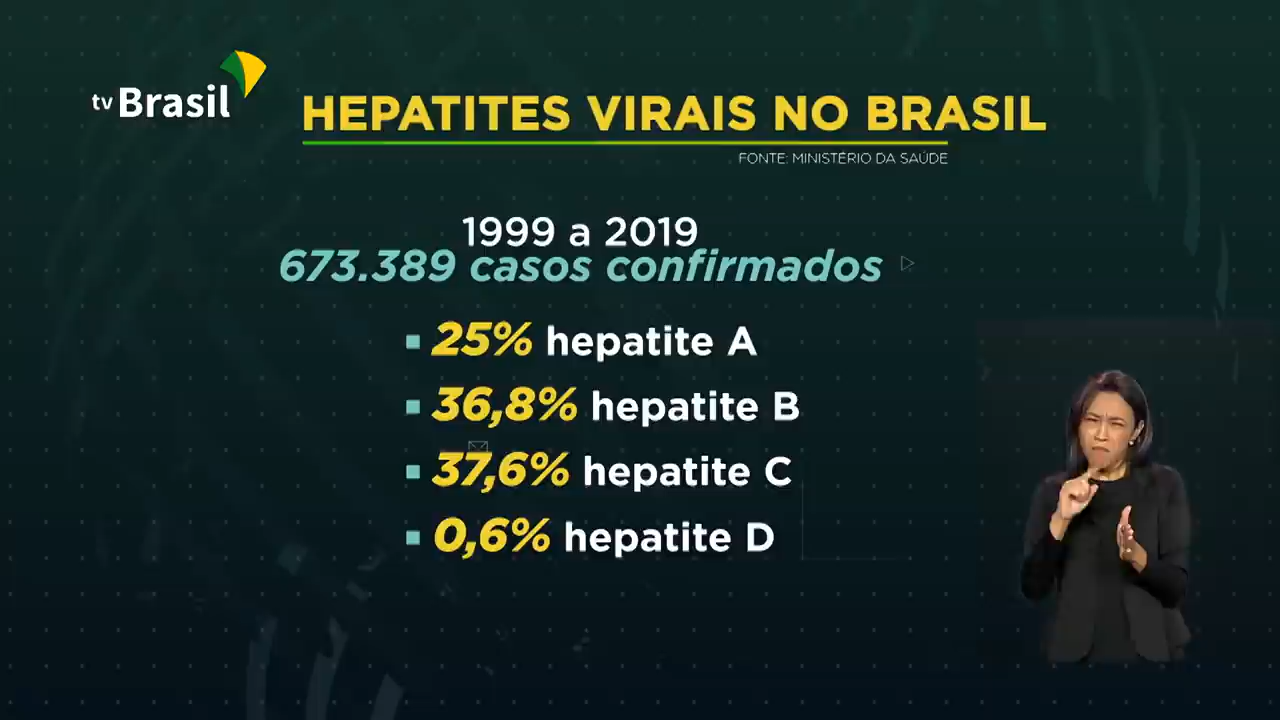 tv Brasil
HEPATITES VIRAIS NO BRASIL
FONTE: MINISTÉRIO DA SAÚDE
1999 a 2019
673.389 casos confirmados
25% hepatite A
36,8% hepatite B
37,6% hepatite C
0,6% hepatite D